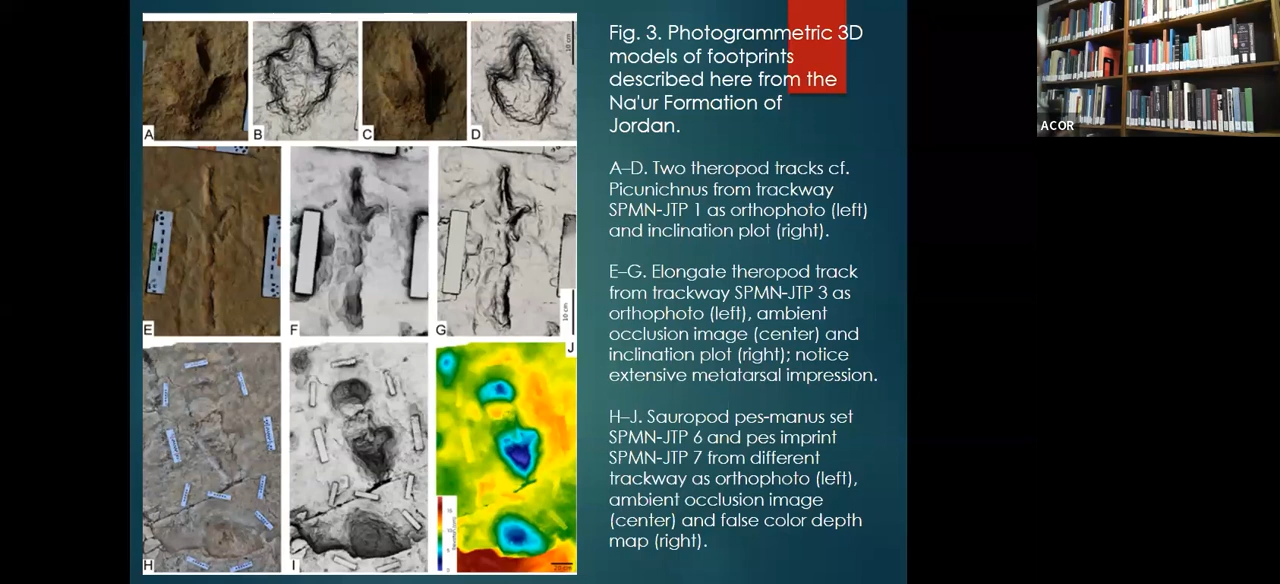 A
B
C
D
10 cm
E
F
G
10 cm
H
I
J
20 cm
Fig. 3. Photogrammetric 3D
models of footprints
described here from the
Na'ur Formation of
Jordan.
A–D. Two theropod tracks cf.
Picunichnus from trackway
SPMN-JTP 1 as orthophoto (left)
and inclination plot (right).
E–G. Elongate theropod track
from trackway SPMN-JTP 3 as
orthophoto (left), ambient
occlusion image (center) and
inclination plot (right); notice
extensive metatarsal impression.
H–J. Sauropod pes-manus set
SPMN-JTP 6 and pes imprint
SPMN-JTP 7 from different
trackway as orthophoto (left),
ambient occlusion image
(center) and false color depth
map (right).
ACOR